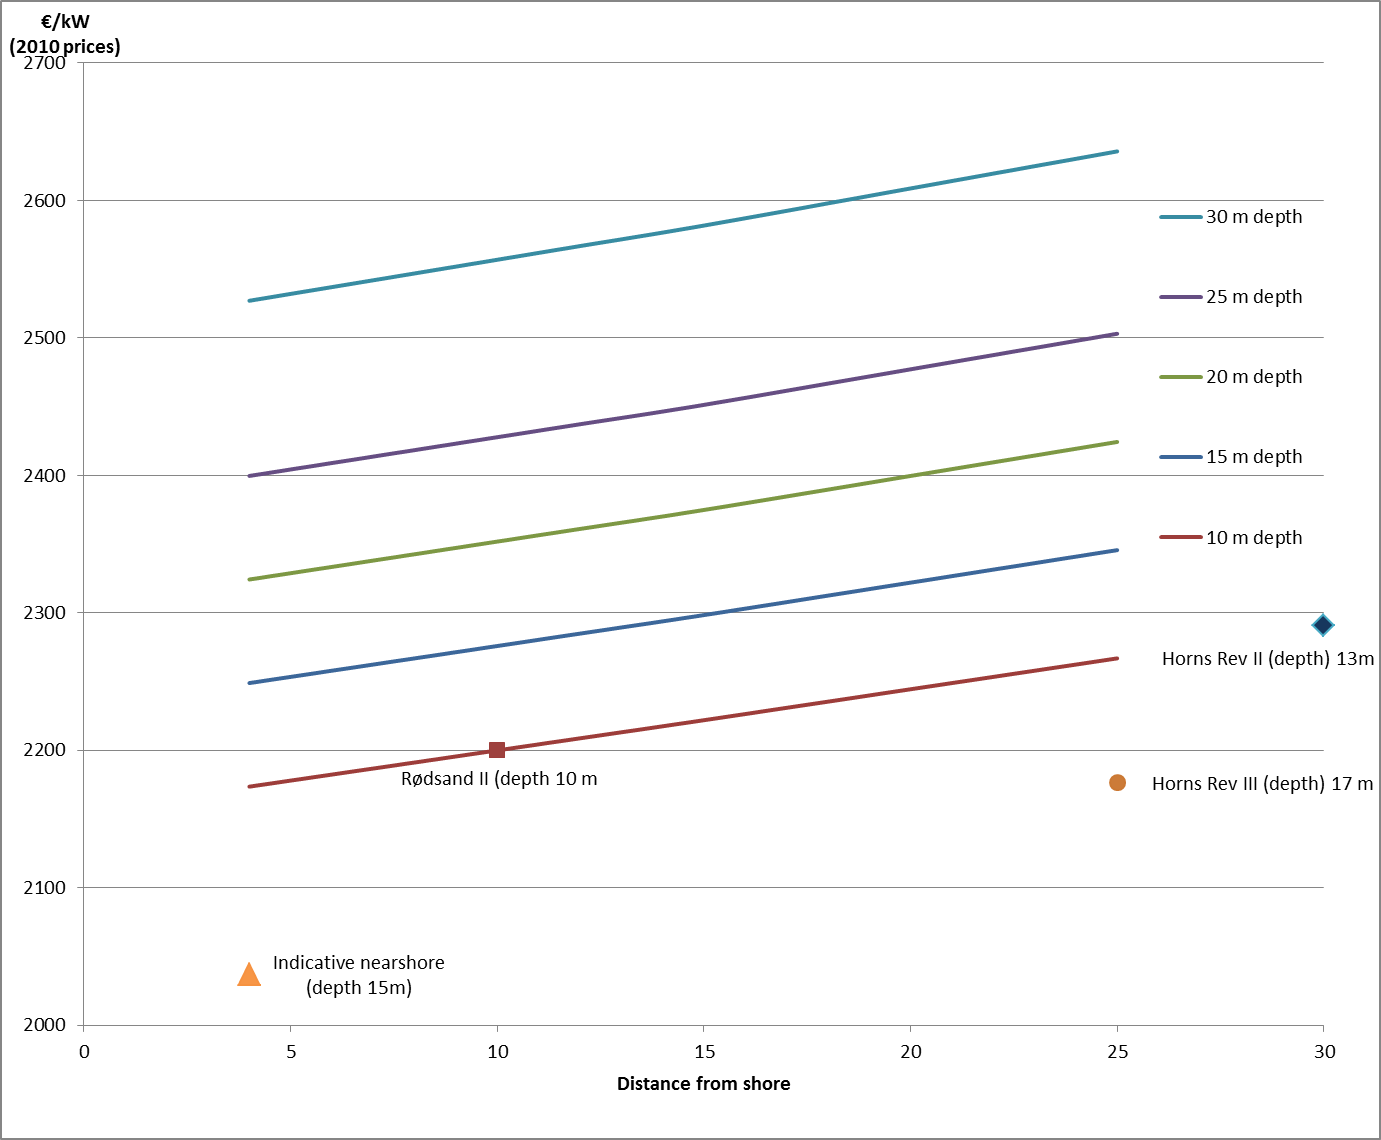 €/kW
(2010 prices)
2700
2600
30 m depth
25 m depth
2500
20 m depth
2400
15 m depth
10 m depth
2300
Horns Rev II (depth) 13m
2200
Rødsand II (depth 10 m
Horns Rev III (depth) 17 m
2100
Indicative nearshore
(depth 15m)
2000
0 5 10 15 20 25 30
Distance from shore